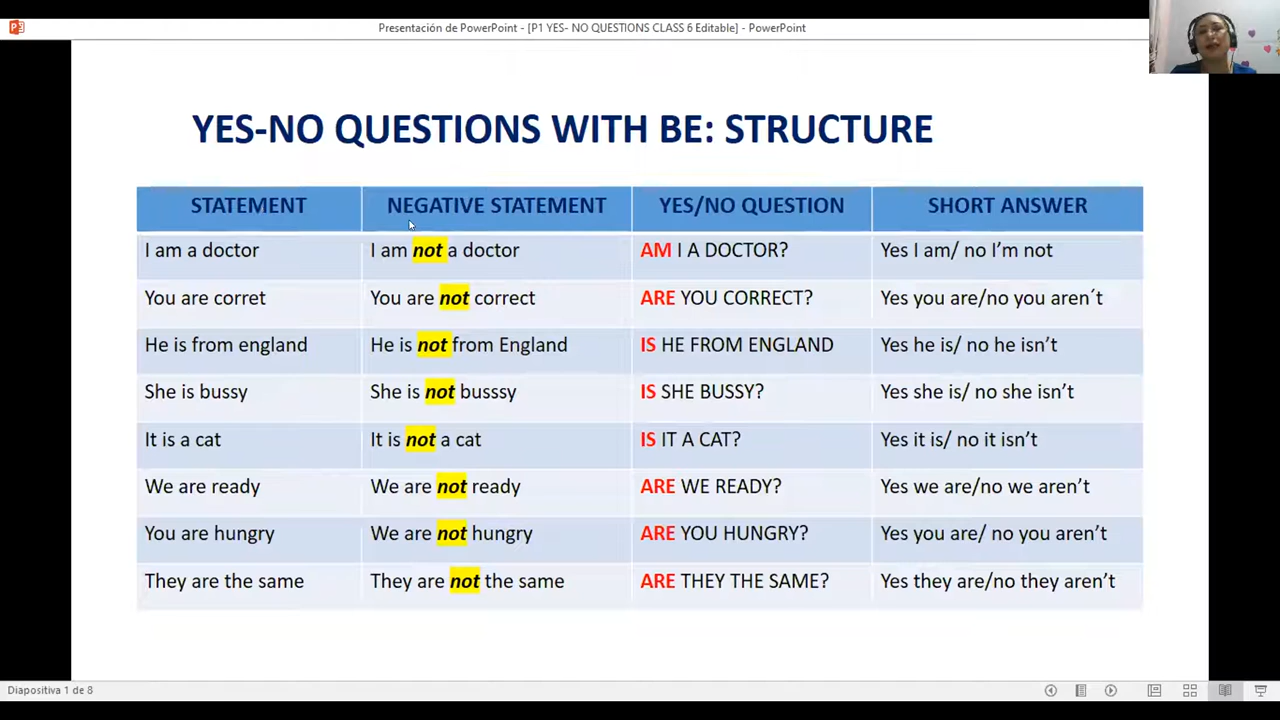 Presentación de PowerPoint - [P1 YES- NO QUESTIONS CLASS 6 Editable] - PowerPoint
YES-NO QUESTIONS WITH BE: STRUCTURE
STATEMENT NEGATIVE STATEMENT YES/NO QUESTION SHORT ANSWER
I am a doctor I am not a doctor AM I A DOCTOR? Yes I am/ no I'm not
You are corret You are not correct ARE YOU CORRECT? Yes you are/no you aren´t
He is from england He is not from England IS HE FROM ENGLAND Yes he is/ no he isn't
She is bussy She is not busssy IS SHE BUSSY? Yes she is/ no she isn't
It is a cat It is not a cat IS IT A CAT? Yes it is/ no it isn't
We are ready We are not ready ARE WE READY? Yes we are/no we aren't
You are hungry We are not hungry ARE YOU HUNGRY? Yes you are/ no you aren't
They are the same They are not the same ARE THEY THE SAME? Yes they are/no they aren't
Diapositiva 1 de 8